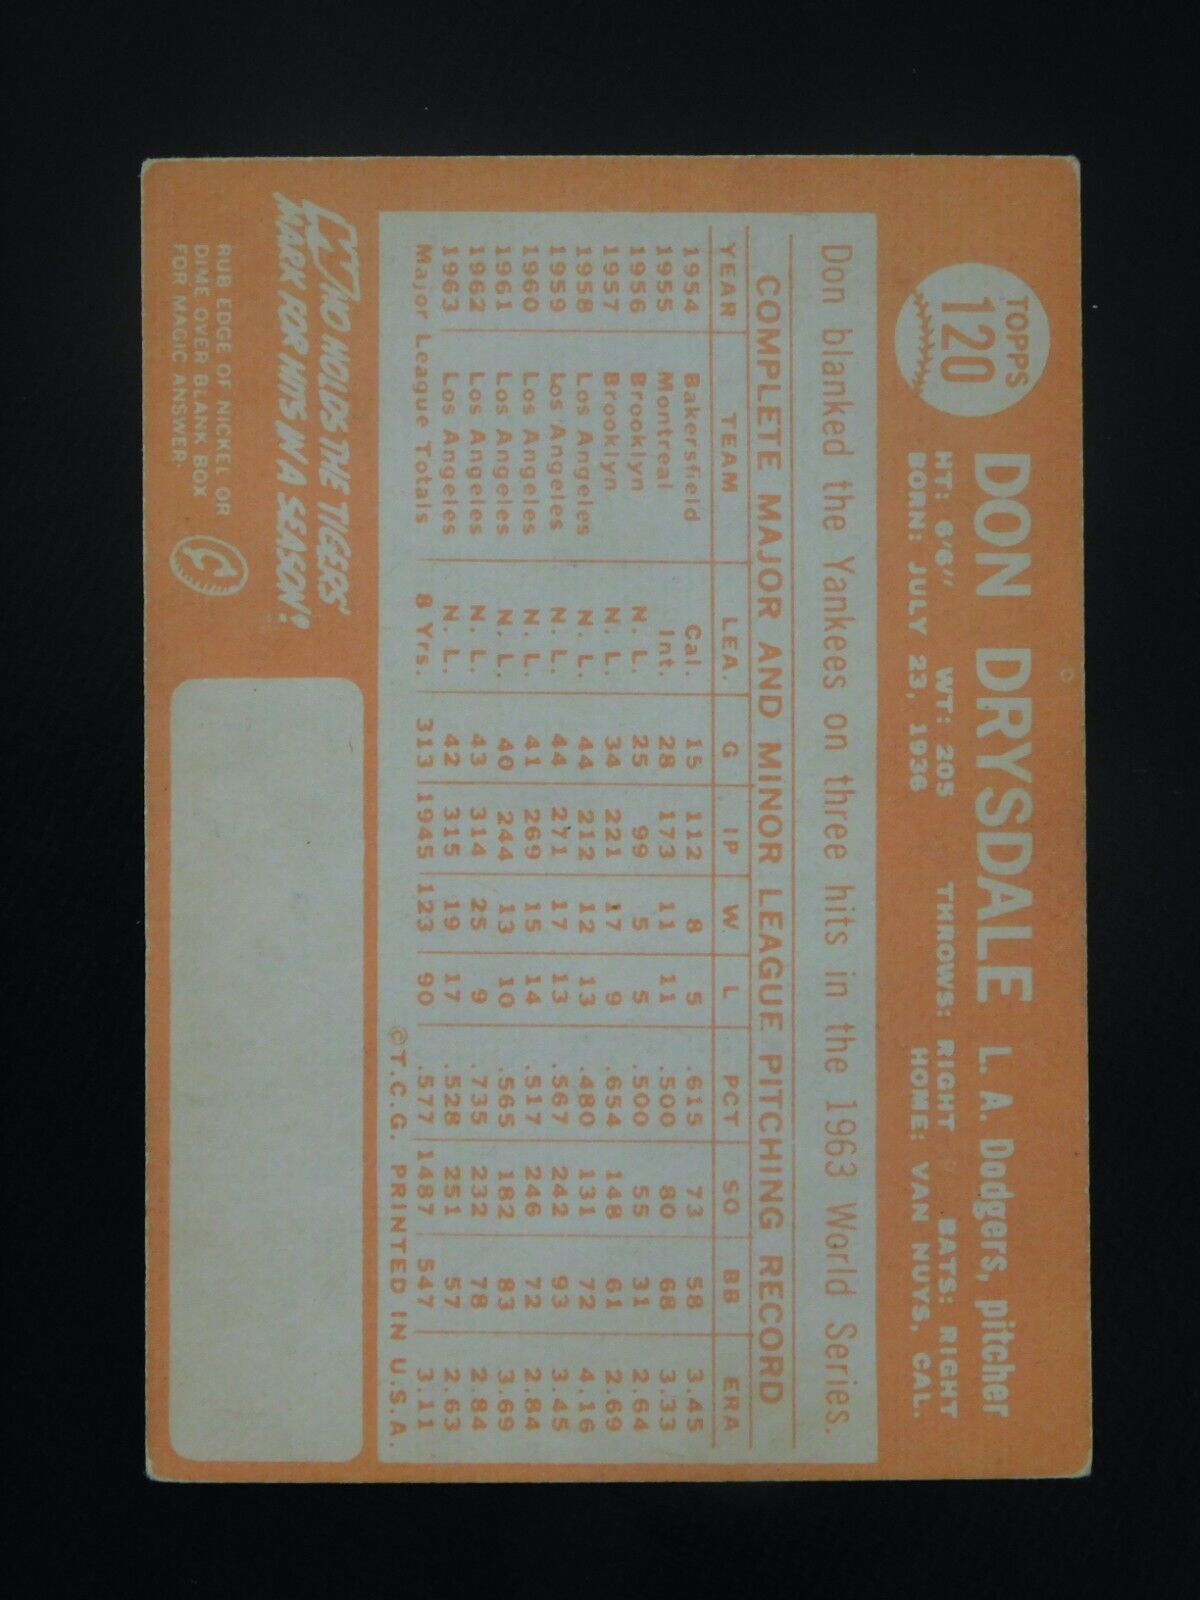 TOPPS
120
DON DRYSDALE L. A. Dodgers, pitcher
HT: 6'6" WT: 205 THROWS: RIGHT BATS: RIGHT
BORN: JULY 23, 1936 HOME: VAN NUYS, CAL.
Don blanked the Yankees on three hits in the 1963 World Series.
COMPLETE MAJOR AND MINOR LEAGUE PITCHING RECORD
YEAR TEAM LEA. G IP W. L PCT SO BB ERA
1954 Bakersfield Cal. 15 112 8 5 .615 73 58 3.45
1955 Montreal Int. 28 173 11 11 .500 80 68 3.33
1956 Brooklyn N. L. 25 99 5 5 .500 55 31 2.64
1957 Brooklyn N. L. 34 221 17 9 .654 148 61 2.69
1958 Los Angeles N. L. 44 212 12 13 .480 131 72 4.16
1959 Los Angeles N. L. 44 271 17 13 .567 242 93 3.45
1960 Los Angeles N. L. 41 269 15 14 .517 246 72 2.84
1961 Los Angeles N. L. 40 244 13 10 .565 182 83 3.69
1962 Los Angeles N. L. 43 314 25 9 .735 232 78 2.84
1963 Los Angeles N. L. 42 315 19 17 .528 251 57 2.63
Major League Totals 8 Yrs. 313 1945 123 90 .577 1487 547 3.11
©T.C.G. PRINTED IN U.S.A.
WHO HOLDS THE TIGERS'
MARK FOR HITS IN A SEASON?
RUB EDGE OF NICKEL OR
DIME OVER BLANK BOX
FOR MAGIC ANSWER.